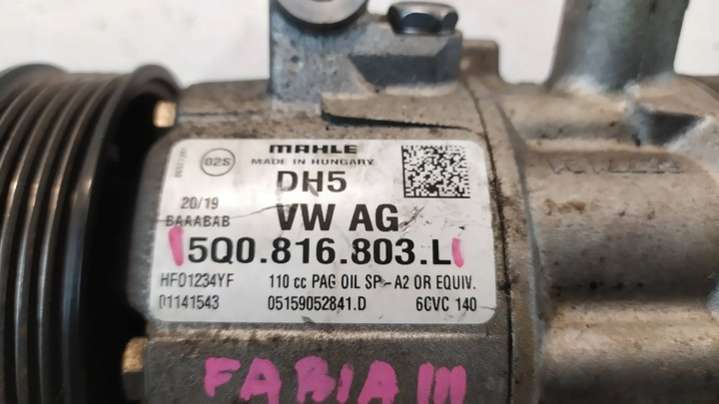 MAHLE
02S
MADE IN HUNGARY
DH5
20/19
BAAABAB
VW AG
5Q0.816.803.L
HFO1234YF
110 cc PAG OIL SP-A2 OR EQUIV.
01141543
05159052841.D
6CVC 140
FABIA III